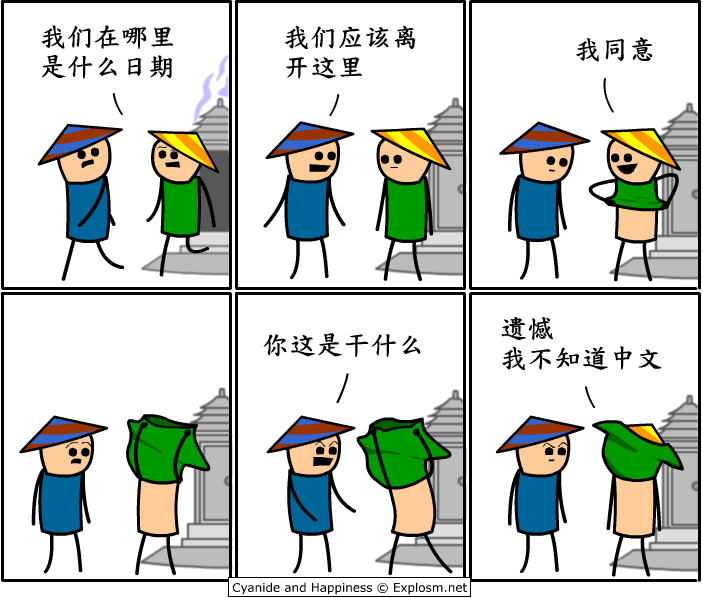 我们在哪里
是什么日期
我们应该离
开这里
我同意
你这是干什么
遗憾
我不知道中文
Cyanide and Happiness © Explosm.net